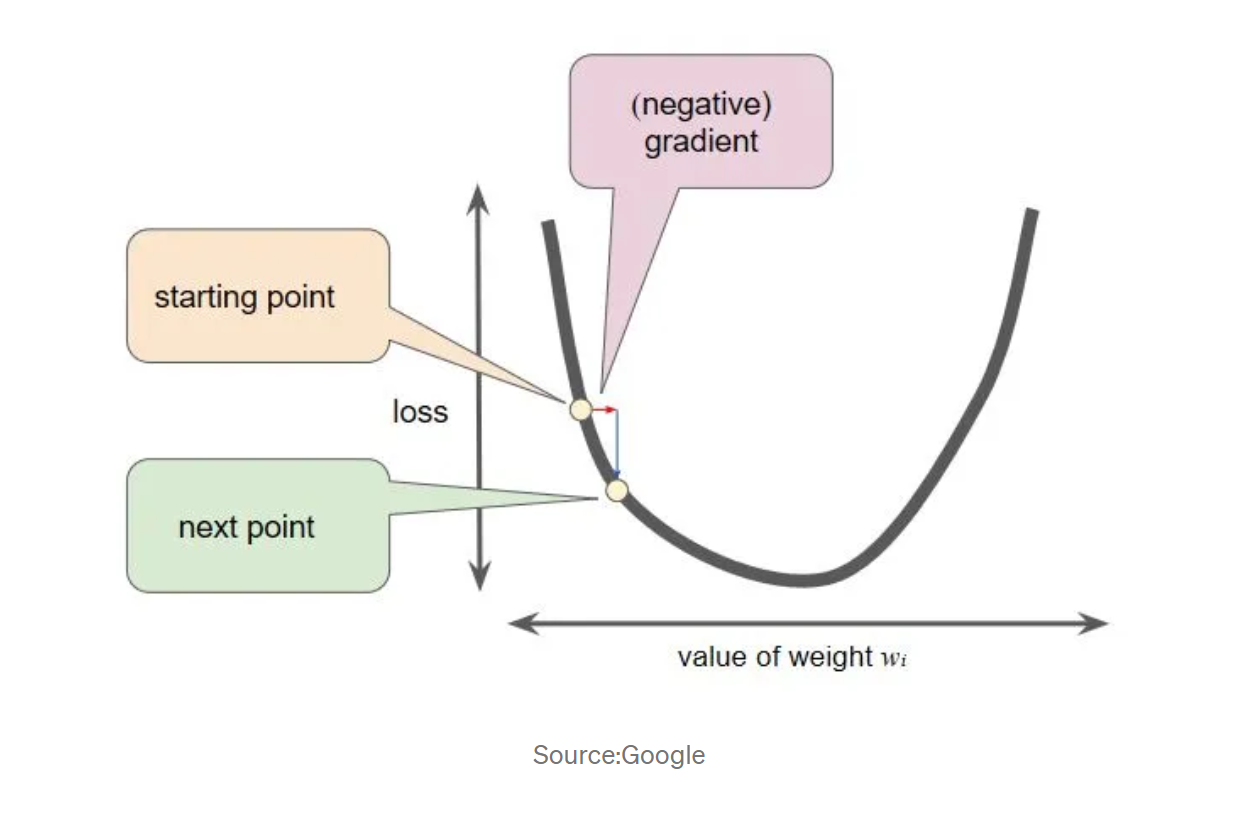 (negative)
gradient
starting point
loss
next point
value of weight wᵢ
Source:Google